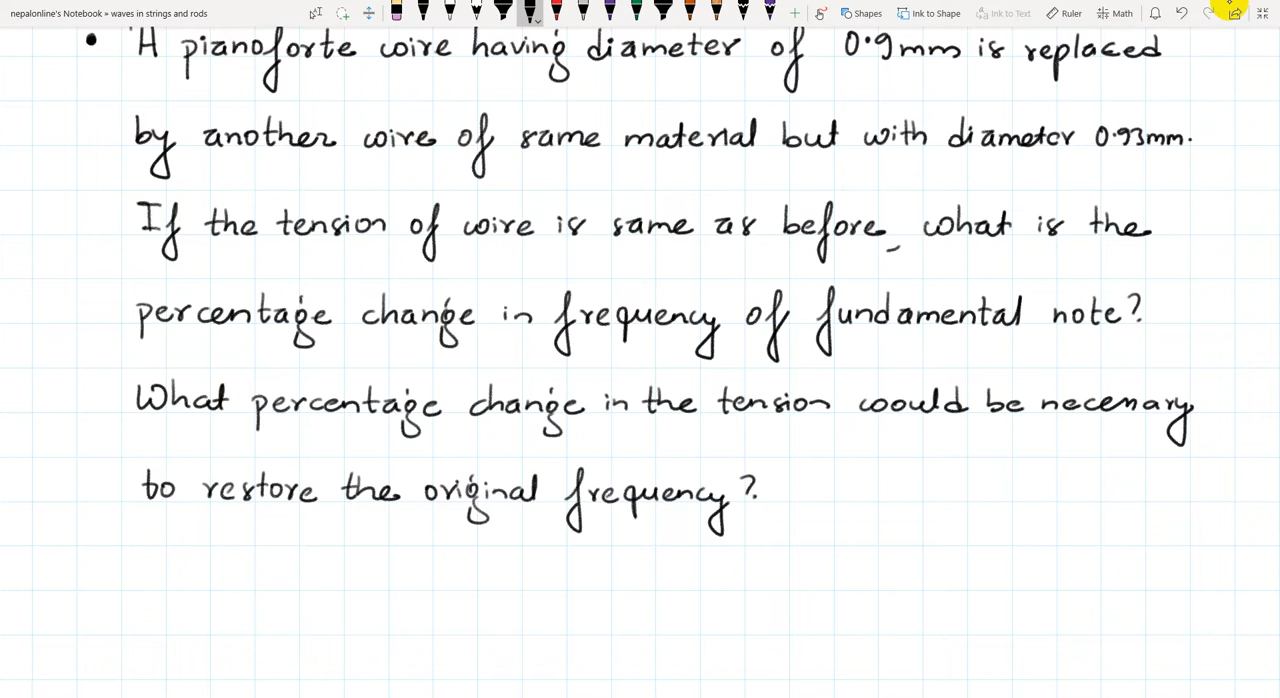 nepalonline's Notebook » waves in strings and rods
Shapes Ink to Shape Ink to Text Ruler Math
• A pianoforte wire having diameter of 0.9mm is replaced
by another wire of same material but with diameter 0.93mm.
If the tension of wire is same as before, what is the
percentage change in frequency of fundamental note?
What percentage change in the tension would be necessary
to restore the original frequency?